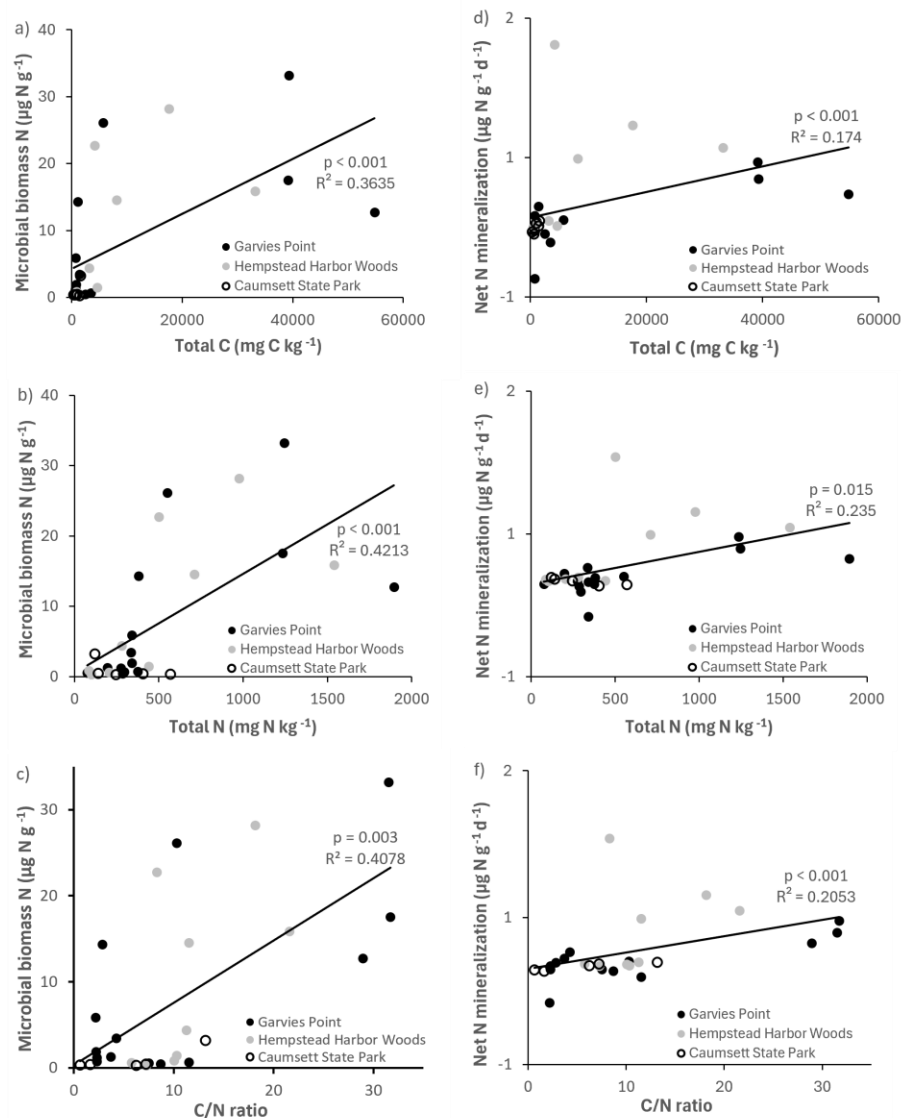 a)
Microbial biomass N (µg N g⁻¹)
40
30
20
10
0
p < 0.001
R² = 0.3635
Garvies Point
Hempstead Harbor Woods
Caumsett State Park
0 20000 40000 60000
Total C (mg C kg⁻¹)
d)
Net N mineralization (µg N g⁻¹ d⁻¹)
2
1
-1
p < 0.001
R² = 0.174
Garvies Point
Hempstead Harbor Woods
Caumsett State Park
0 20000 40000 60000
Total C (mg C kg⁻¹)
b)
Microbial biomass N (µg N g⁻¹)
40
30
20
10
0
p < 0.001
R² = 0.4213
Garvies Point
Hempstead Harbor Woods
Caumsett State Park
0 500 1000 1500 2000
Total N (mg N kg⁻¹)
e)
Net N mineralization (µg N g⁻¹ d⁻¹)
2
1
-1
p = 0.015
R² = 0.235
Garvies Point
Hempstead Harbor Woods
Caumsett State Park
0 500 1000 1500 2000
Total N (mg N kg⁻¹)
c)
Microbial biomass N (µg N g⁻¹)
30
20
10
0
p = 0.003
R² = 0.4078
Garvies Point
Hempstead Harbor Woods
Caumsett State Park
0 10 20 30
C/N ratio
f)
Net N mineralization (µg N g⁻¹ d⁻¹)
2
1
-1
p < 0.001
R² = 0.2053
Garvies Point
Hempstead Harbor Woods
Caumsett State Park
0 10 20 30
C/N ratio